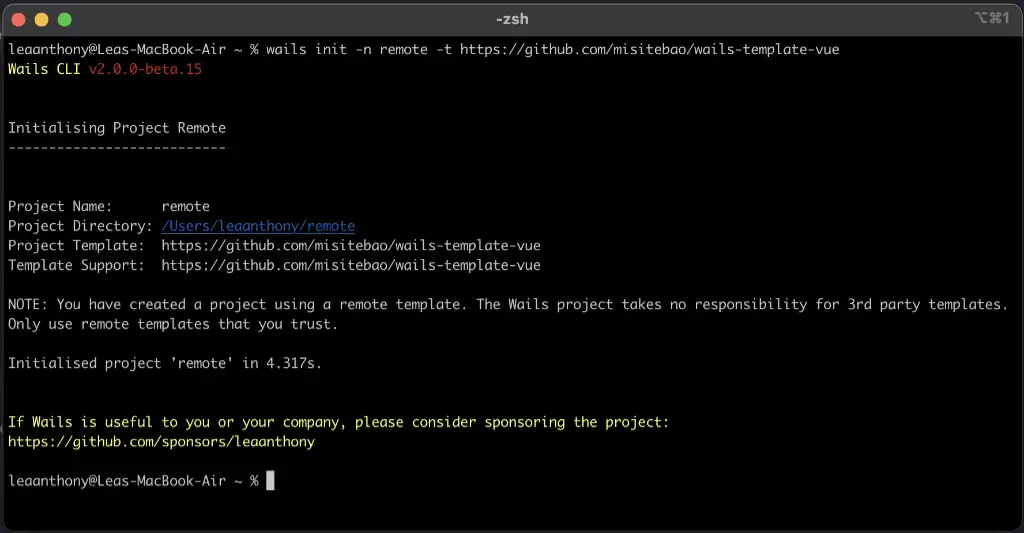 -zsh
⌥⌘1
leaanthony@Leas-MacBook-Air ~ % wails init -n remote -t https://github.com/misitebao/wails-template-vue
Wails CLI v2.0.0-beta.15
Initialising Project Remote
---------------------------
Project Name:      remote
Project Directory: /Users/leaanthony/remote
Project Template:  https://github.com/misitebao/wails-template-vue
Template Support:  https://github.com/misitebao/wails-template-vue
NOTE: You have created a project using a remote template. The Wails project takes no responsibility for 3rd party templates.
Only use remote templates that you trust.
Initialised project 'remote' in 4.317s.
If Wails is useful to you or your company, please consider sponsoring the project:
https://github.com/sponsors/leaanthony
leaanthony@Leas-MacBook-Air ~ %